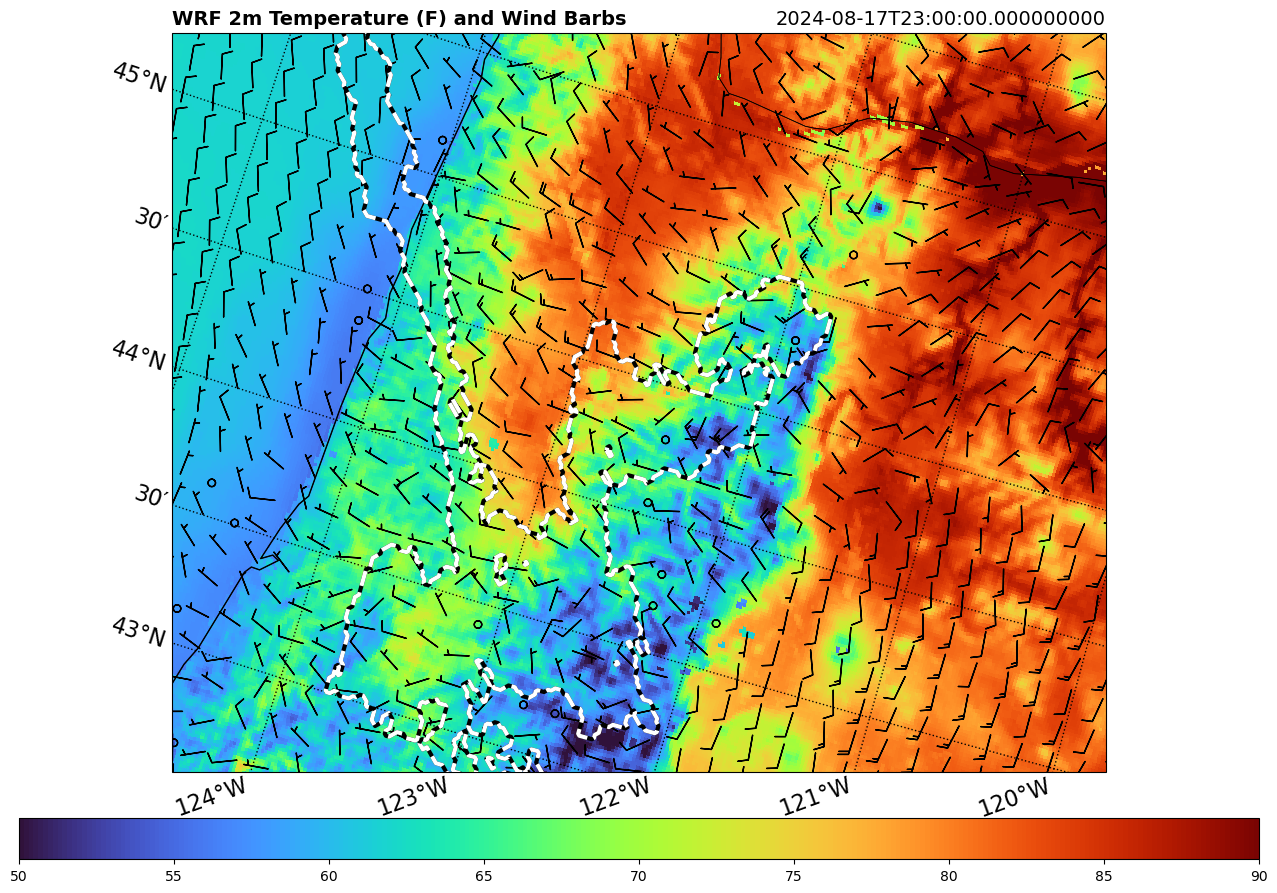 WRF 2m Temperature (F) and Wind Barbs
2024-08-17T23:00:00.000000000
45°N
30′
44°N
30′
43°N
124°W
123°W
122°W
121°W
120°W
50
55
60
65
70
75
80
85
90